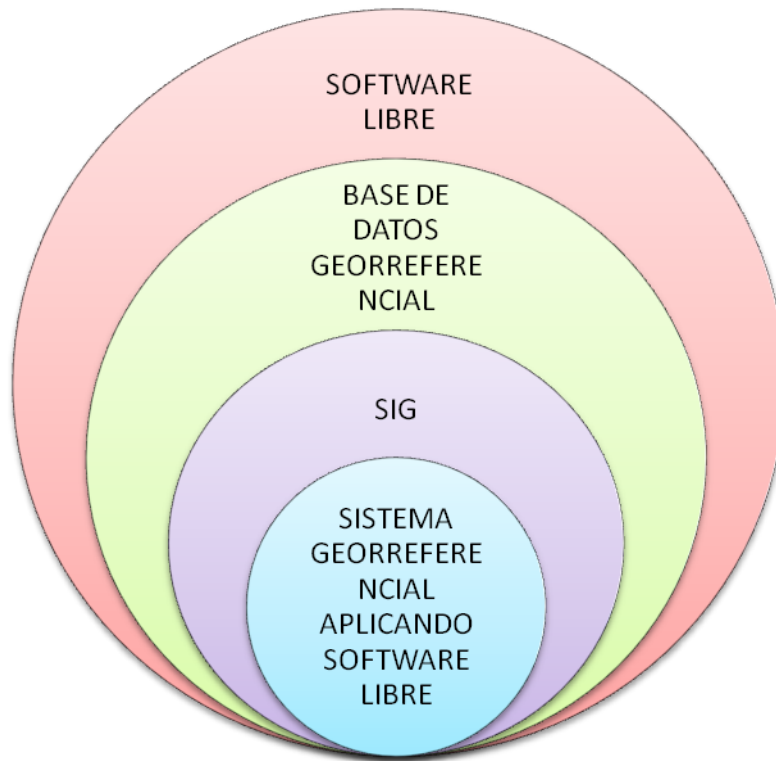 SOFTWARE
LIBRE
BASE DE
DATOS
GEORREFERE
NCIAL
SIG
SISTEMA
GEORREFERE
NCIAL
APLICANDO
SOFTWARE
LIBRE